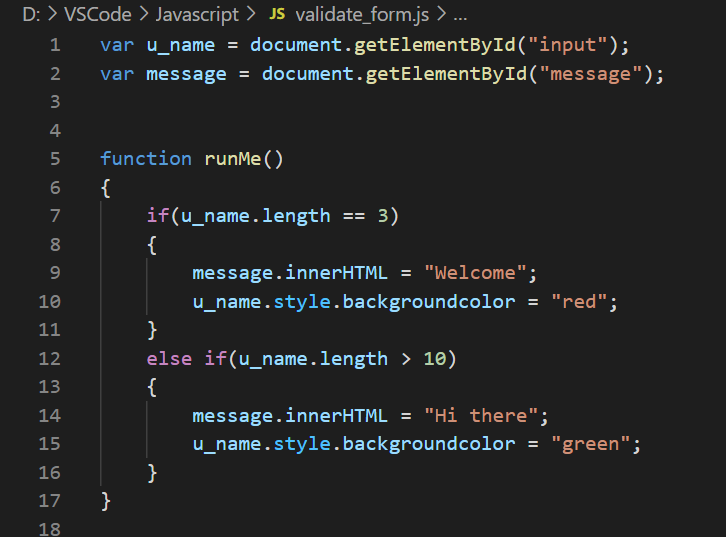 D: > VSCode > Javascript > JS validate_form.js > ...
1 var u_name = document.getElementById("input");
2 var message = document.getElementById("message");
3
4
5 function runMe()
6 {
7     if(u_name.length == 3)
8     {
9         message.innerHTML = "Welcome";
10         u_name.style.backgroundcolor = "red";
11     }
12     else if(u_name.length > 10)
13     {
14         message.innerHTML = "Hi there";
15         u_name.style.backgroundcolor = "green";
16     }
17 }
18